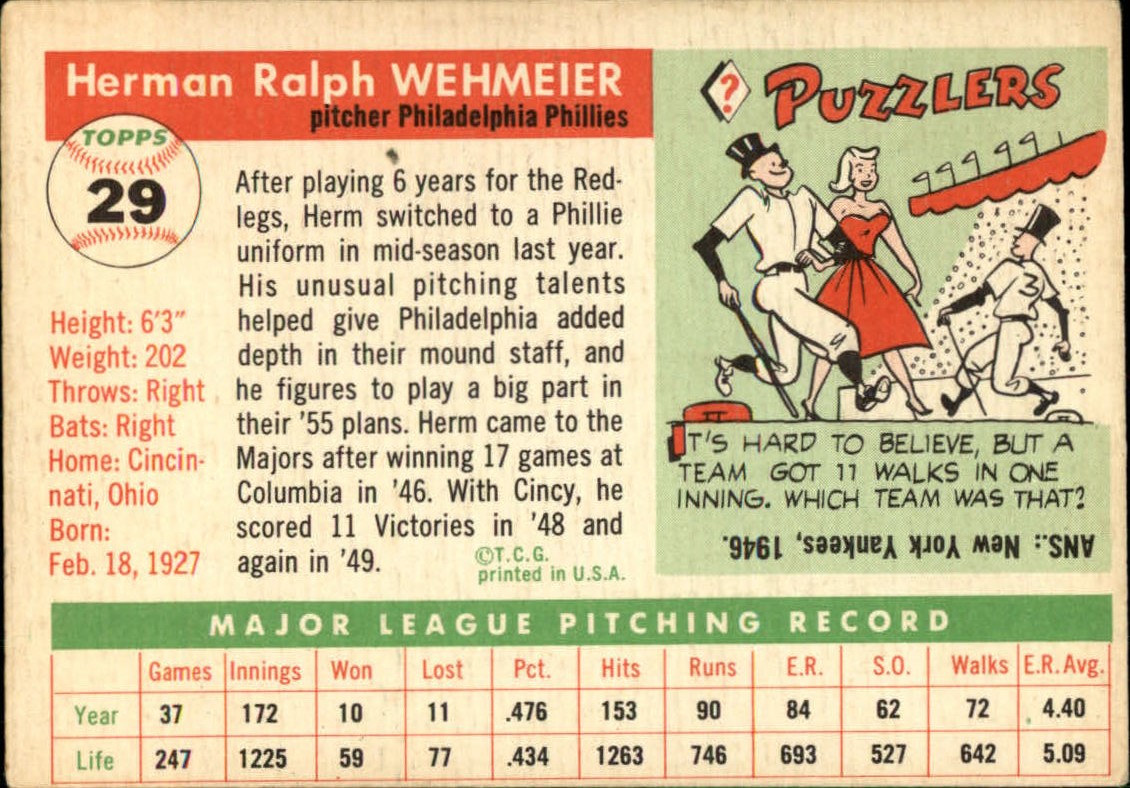 Herman Ralph WEHMEIER
pitcher Philadelphia Phillies
TOPPS
29
Height: 6'3"
Weight: 202
Throws: Right
Bats: Right
Home: Cincin-
nati, Ohio
Born:
Feb. 18, 1927
After playing 6 years for the Red-
legs, Herm switched to a Phillie
uniform in mid-season last year.
His unusual pitching talents
helped give Philadelphia added
depth in their mound staff, and
he figures to play a big part in
their '55 plans. Herm came to the
Majors after winning 17 games at
Columbia in '46. With Cincy, he
scored 11 Victories in '48 and
again in '49.
©T.C.G.
printed in U.S.A.
?
PUZZLERS
3
IT'S HARD TO BELIEVE, BUT A
TEAM GOT 11 WALKS IN ONE
INNING. WHICH TEAM WAS THAT?
ANS.: New York Yankees, 1946.
MAJOR LEAGUE PITCHING RECORD
Games Innings Won Lost Pct. Hits Runs E.R. S.O. Walks E.R.Avg.
Year 37 172 10 11 .476 153 90 84 62 72 4.40
Life 247 1225 59 77 .434 1263 746 693 527 642 5.09